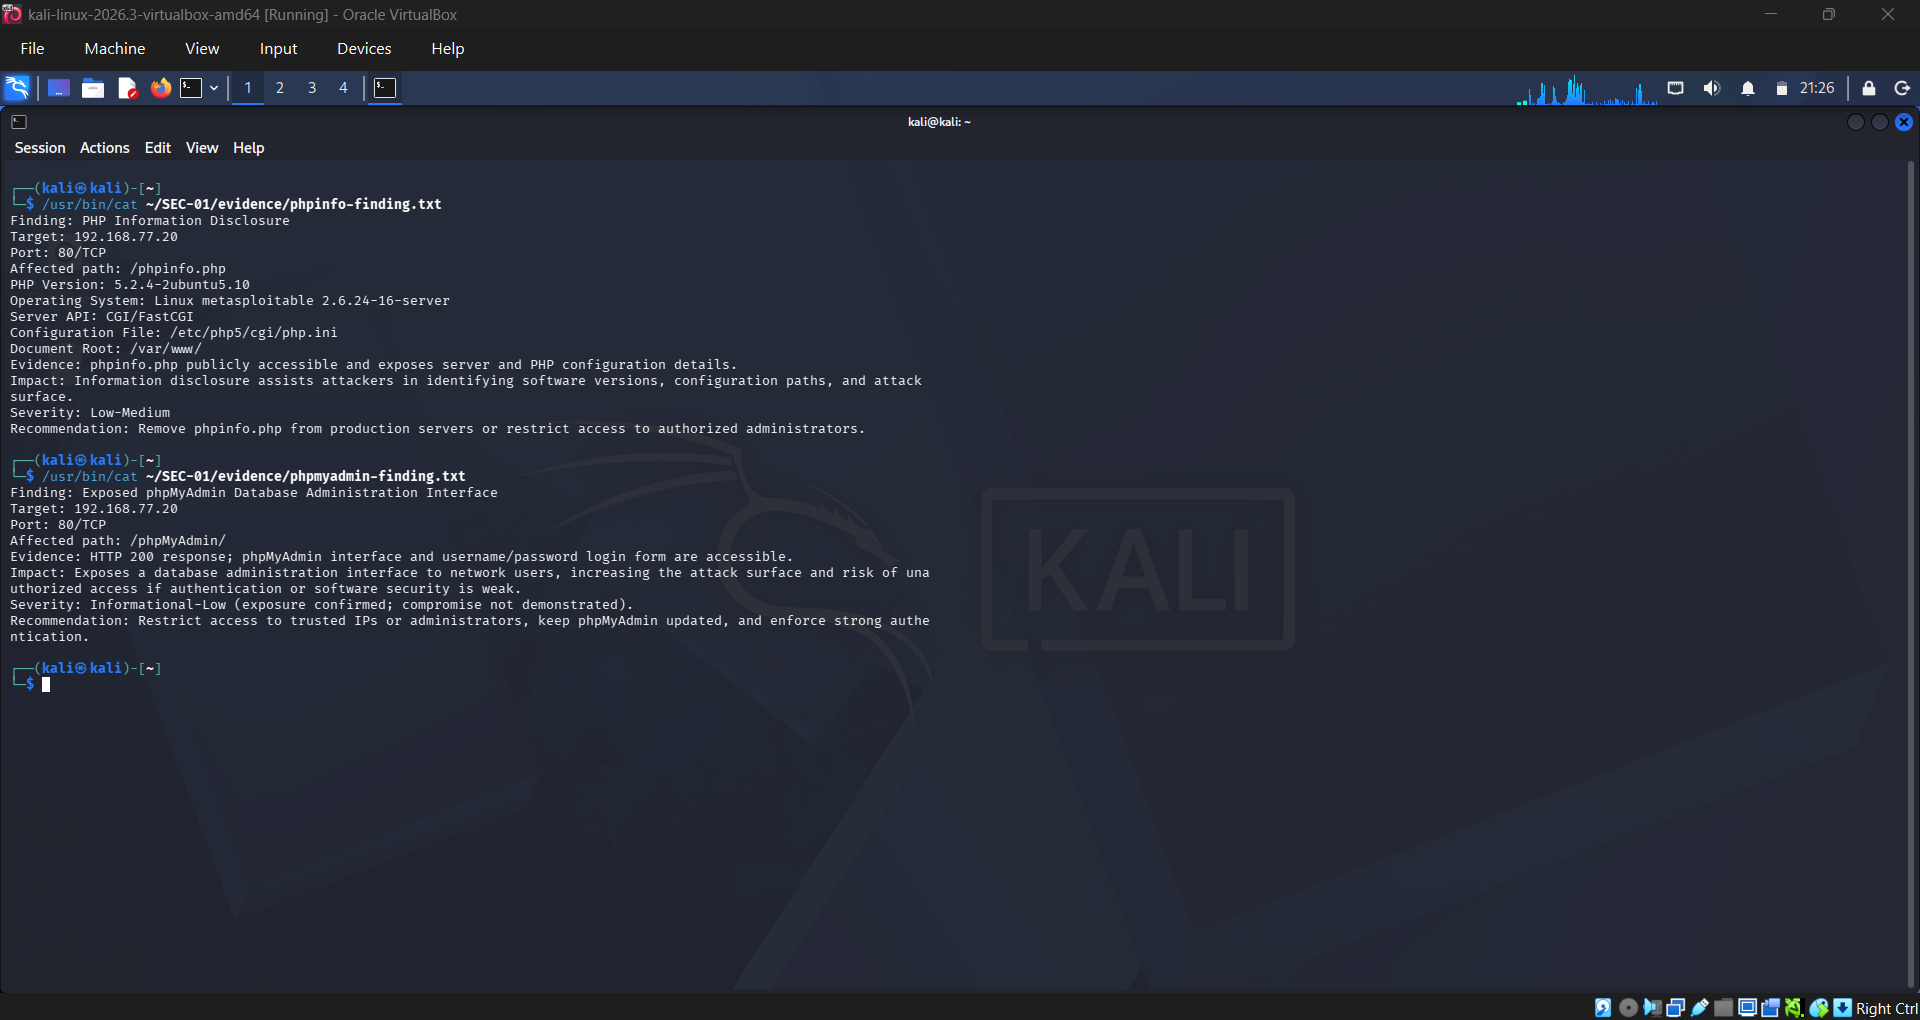 kali-linux-2026.3-virtualbox-amd64 [Running] - Oracle VirtualBox
File Machine View Input Devices Help
1 2 3 4 21:26
kali@kali: ~
Session Actions Edit View Help
┌──(kali㉿kali)-[~]
└─$ /usr/bin/cat ~/SEC-01/evidence/phpinfo-finding.txt
Finding: PHP Information Disclosure
Target: 192.168.77.20
Port: 80/TCP
Affected path: /phpinfo.php
PHP Version: 5.2.4-2ubuntu5.10
Operating System: Linux metasploitable 2.6.24-16-server
Server API: CGI/FastCGI
Configuration File: /etc/php5/cgi/php.ini
Document Root: /var/www/
Evidence: phpinfo.php publicly accessible and exposes server and PHP configuration details.
Impact: Information disclosure assists attackers in identifying software versions, configuration paths, and attack
surface.
Severity: Low-Medium
Recommendation: Remove phpinfo.php from production servers or restrict access to authorized administrators.
┌──(kali㉿kali)-[~]
└─$ /usr/bin/cat ~/SEC-01/evidence/phpmyadmin-finding.txt
Finding: Exposed phpMyAdmin Database Administration Interface
Target: 192.168.77.20
Port: 80/TCP
Affected path: /phpMyAdmin/
Evidence: HTTP 200 response; phpMyAdmin interface and username/password login form are accessible.
Impact: Exposes a database administration interface to network users, increasing the attack surface and risk of una
uthorized access if authentication or software security is weak.
Severity: Informational-Low (exposure confirmed; compromise not demonstrated).
Recommendation: Restrict access to trusted IPs or administrators, keep phpMyAdmin updated, and enforce strong authe
ntication.
┌──(kali㉿kali)-[~]
└─$
KALI
Right Ctrl